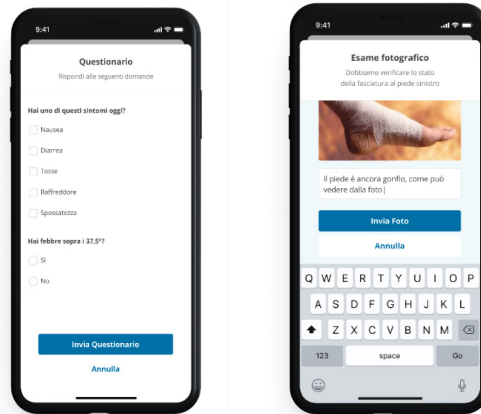 9:41
Questionario
Rispondi alle seguenti domande
Hai uno di questi sintomi oggi?
Nausea
Diarrea
Tosse
Raffreddore
Spossatezza
Hai febbre sopra i 37,5°?
Si
No
Invia Questionario
Annulla
9:41
Esame fotografico
Dobbiamo verificare lo stato
della fasciatura al piede sinistro
Il piede è ancora gonfio, come può
vedere dalla foto
Invia Foto
Annulla
Q W E R T Y U I O P
A S D F G H J K L
Z X C V B N M
123 space Go